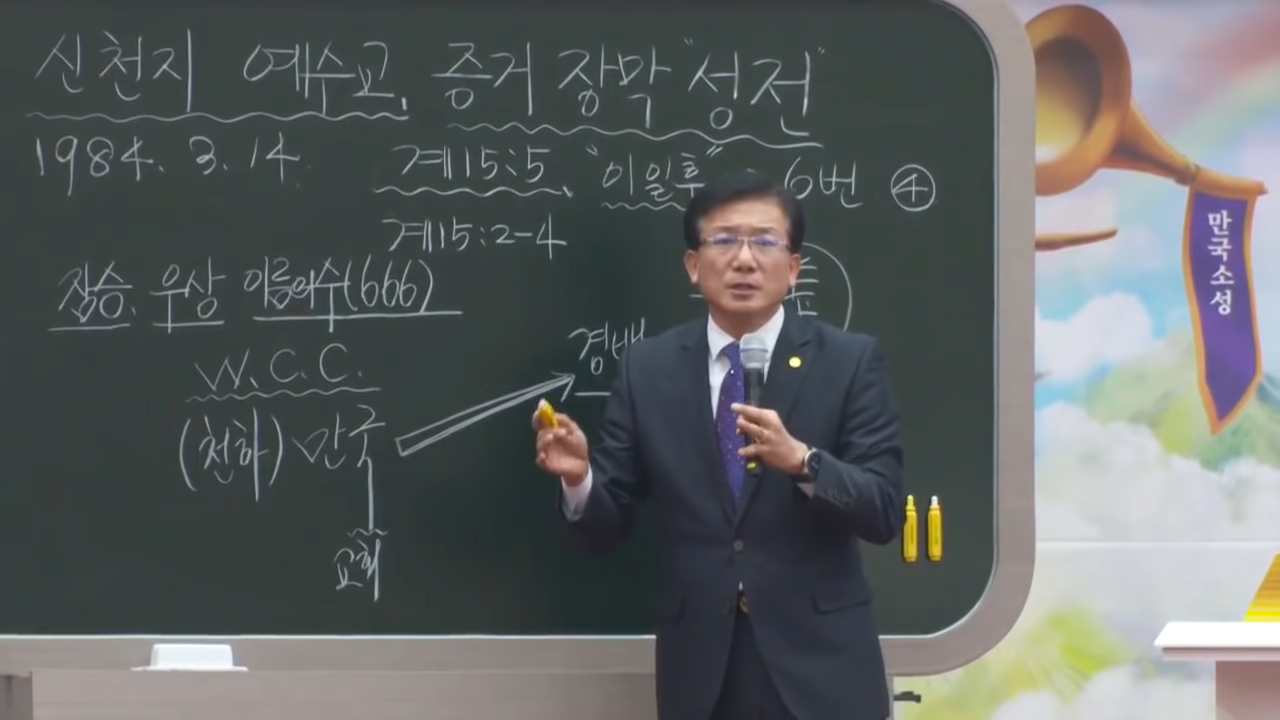 신천지 예수교, 증거장막 "성전"
1984. 3. 14.
계15:5, "이일후" 6번 ④
계15:2-4
짐승, 우상 이름의수(666)
경배
W.C.C.
(천하) 만국
교회
만국소성